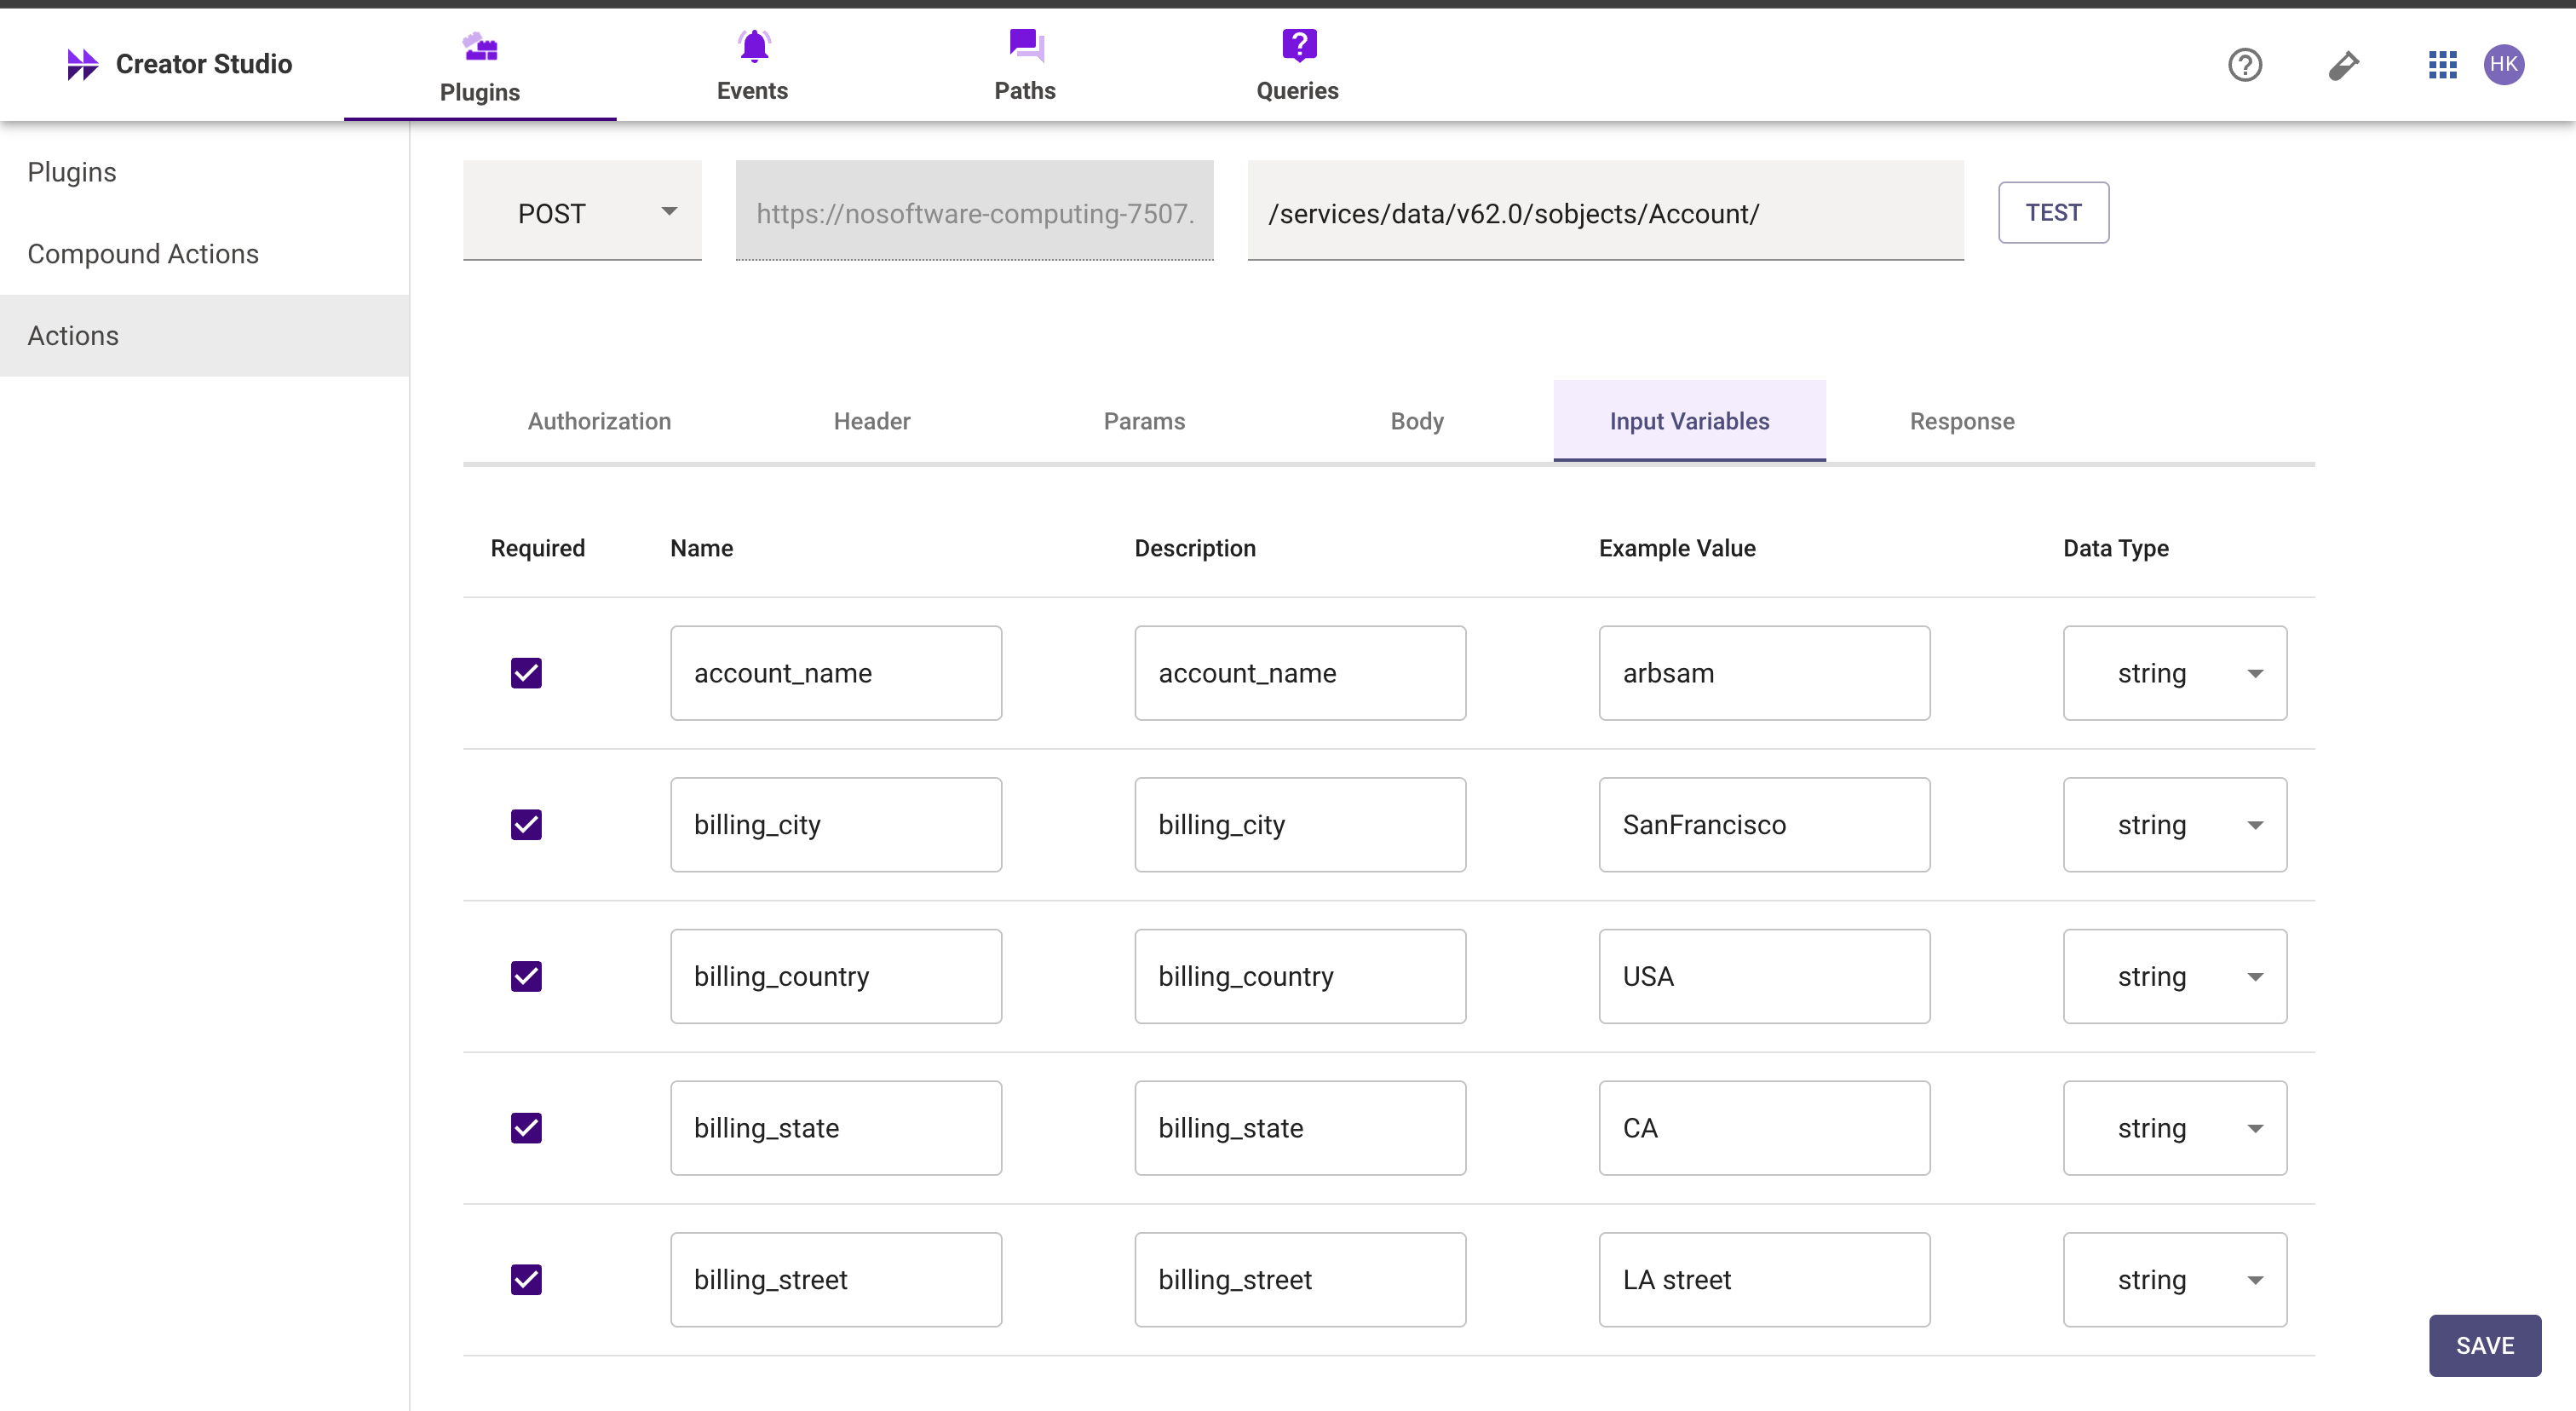 Creator Studio
Plugins
Events
Paths
Queries
?
HK
Plugins
Compound Actions
Actions
POST
https://nosoftware-computing-7507.
/services/data/v62.0/sobjects/Account/
TEST
Authorization
Header
Params
Body
Input Variables
Response
Required Name Description Example Value Data Type
account_name account_name arbsam string
billing_city billing_city SanFrancisco string
billing_country billing_country USA string
billing_state billing_state CA string
billing_street billing_street LA street string
SAVE